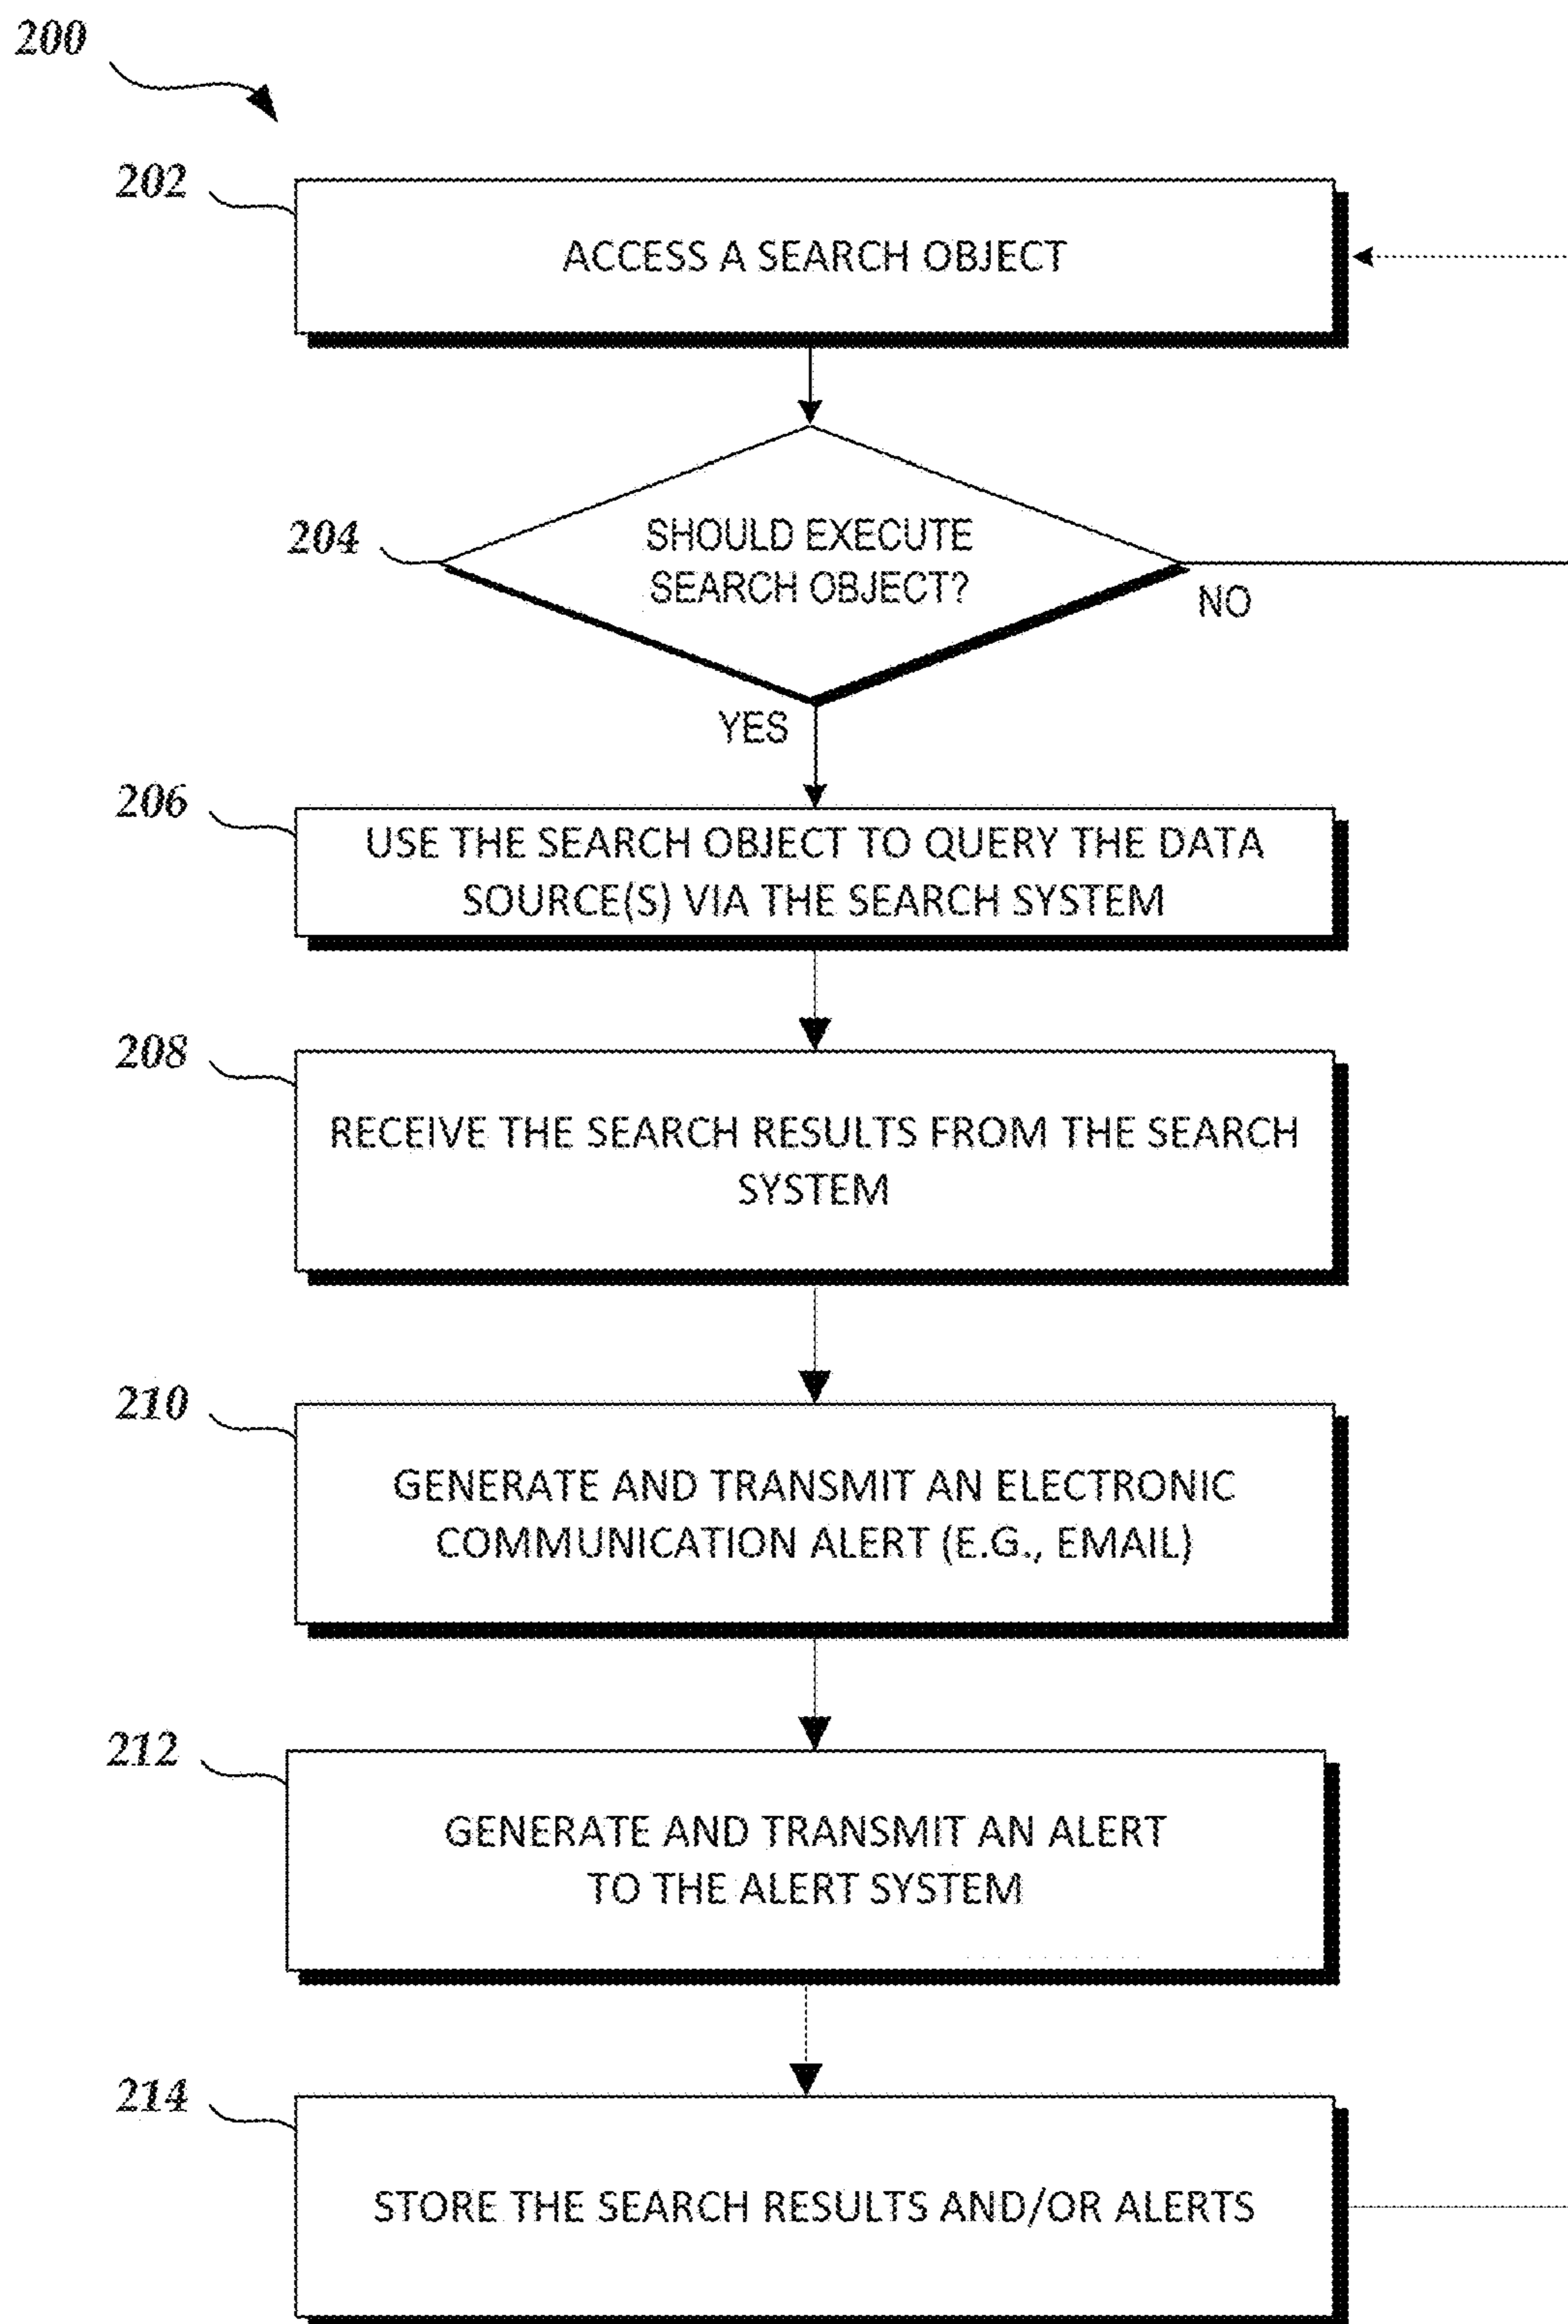 200
202
ACCESS A SEARCH OBJECT
204
SHOULD EXECUTE
SEARCH OBJECT?
NO
YES
206
USE THE SEARCH OBJECT TO QUERY THE DATA
SOURCE(S) VIA THE SEARCH SYSTEM
208
RECEIVE THE SEARCH RESULTS FROM THE SEARCH
SYSTEM
210
GENERATE AND TRANSMIT AN ELECTRONIC
COMMUNICATION ALERT (E.G., EMAIL)
212
GENERATE AND TRANSMIT AN ALERT
TO THE ALERT SYSTEM
214
STORE THE SEARCH RESULTS AND/OR ALERTS